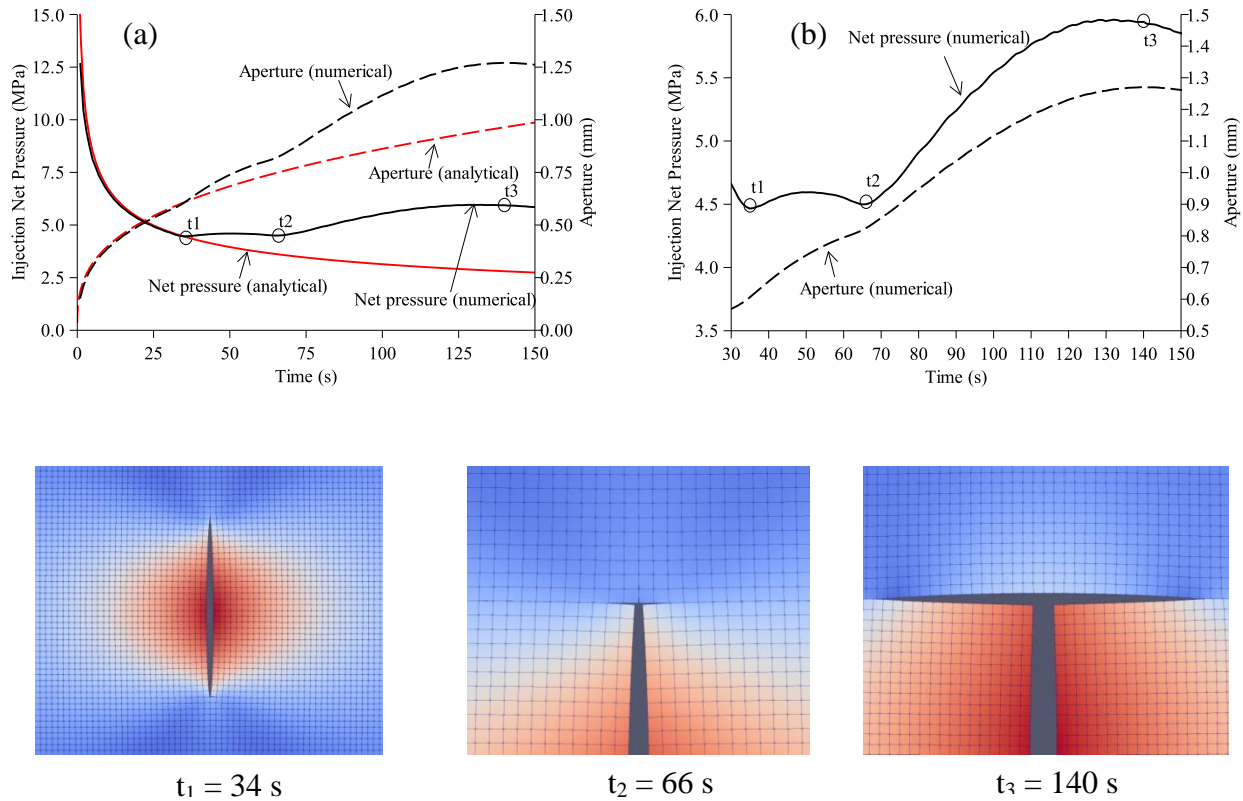 (a)
Injection Net Pressure (MPa)
15.0
12.5
10.0
7.5
5.0
2.5
0.0
Aperture (numerical)
Aperture (analytical)
t1
t2
t3
Net pressure (analytical)
Net pressure (numerical)
1.50
1.25
1.00
0.75
0.50
0.25
0.00
Aperture (mm)
0 25 50 75 100 125 150
Time (s)
(b)
Injection Net Pressure (MPa)
6.0
5.5
5.0
4.5
4.0
3.5
Net pressure (numerical)
t3
t1
t2
Aperture (numerical)
1.5
1.4
1.3
1.2
1.1
1.0
0.9
0.8
0.7
0.6
0.5
Aperture (mm)
30 40 50 60 70 80 90 100 110 120 130 140 150
Time (s)
t₁ = 34 s
t₂ = 66 s
t₃ = 140 s